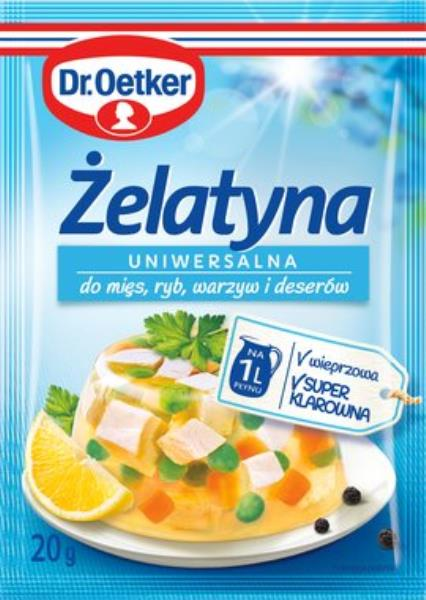 Dr.Oetker
Żelatyna
UNIWERSALNA
do mięs, ryb, warzyw i deserów
NA
1L
PŁYNU
√ wieprzowa
√ SUPER
KLAROWNA
20g